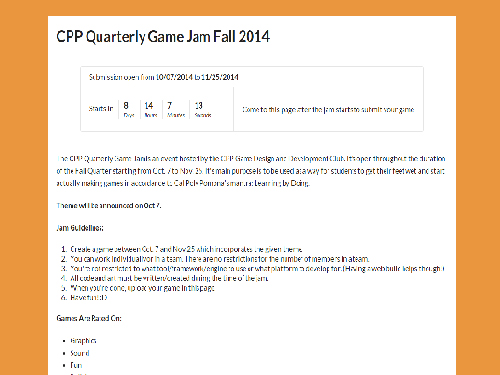 CPP Quarterly Game Jam Fall 2014
Submission open from 10/07/2014 to 11/25/2014
Starts in 8 14 7 13
Days Hours Minutes Seconds
Come to this page after the jam starts to submit your game
The CPP Quarterly Game Jam is an event hosted by the CPP Game Design and Development Club. It's open throughout the duration
of the Fall Quarter starting from Oct. 7 to Nov. 25. It's main purpose is to be used as a way for students to get their feet wet and start
actually making games in accordance to Cal Poly Pomona's mantra: Learning by Doing.
Theme will be announced on Oct 7.
Jam Guidelines:
1. Create a game between Oct. 7 and Nov 25 which incorporates the given theme.
2. You can work individual or in a team. There are no restrictions for the number of members in a team.
3. You're not restricted to what tool/framework/engine to use or what platform to develop for. (Having a web build helps though.)
4. All code and art must be written/created during the time of the jam.
5. When you're done, upload your game in this page
6. Have fun! :D
Games Are Rated On:
• Graphics
• Sound
• Fun